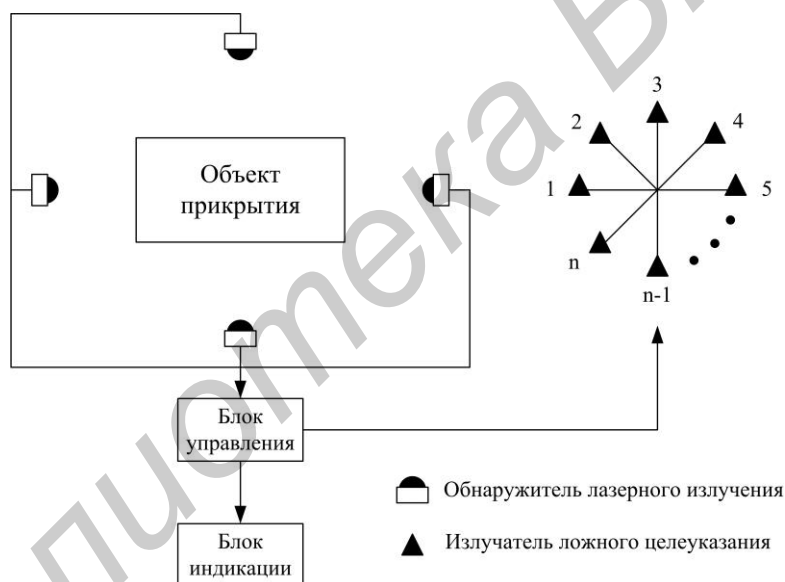 Объект
прикрытия
3
2
4
1
5
n
n-1
Блок
управления
Обнаружитель лазерного излучения
Блок
индикации
Излучатель ложного целеуказания